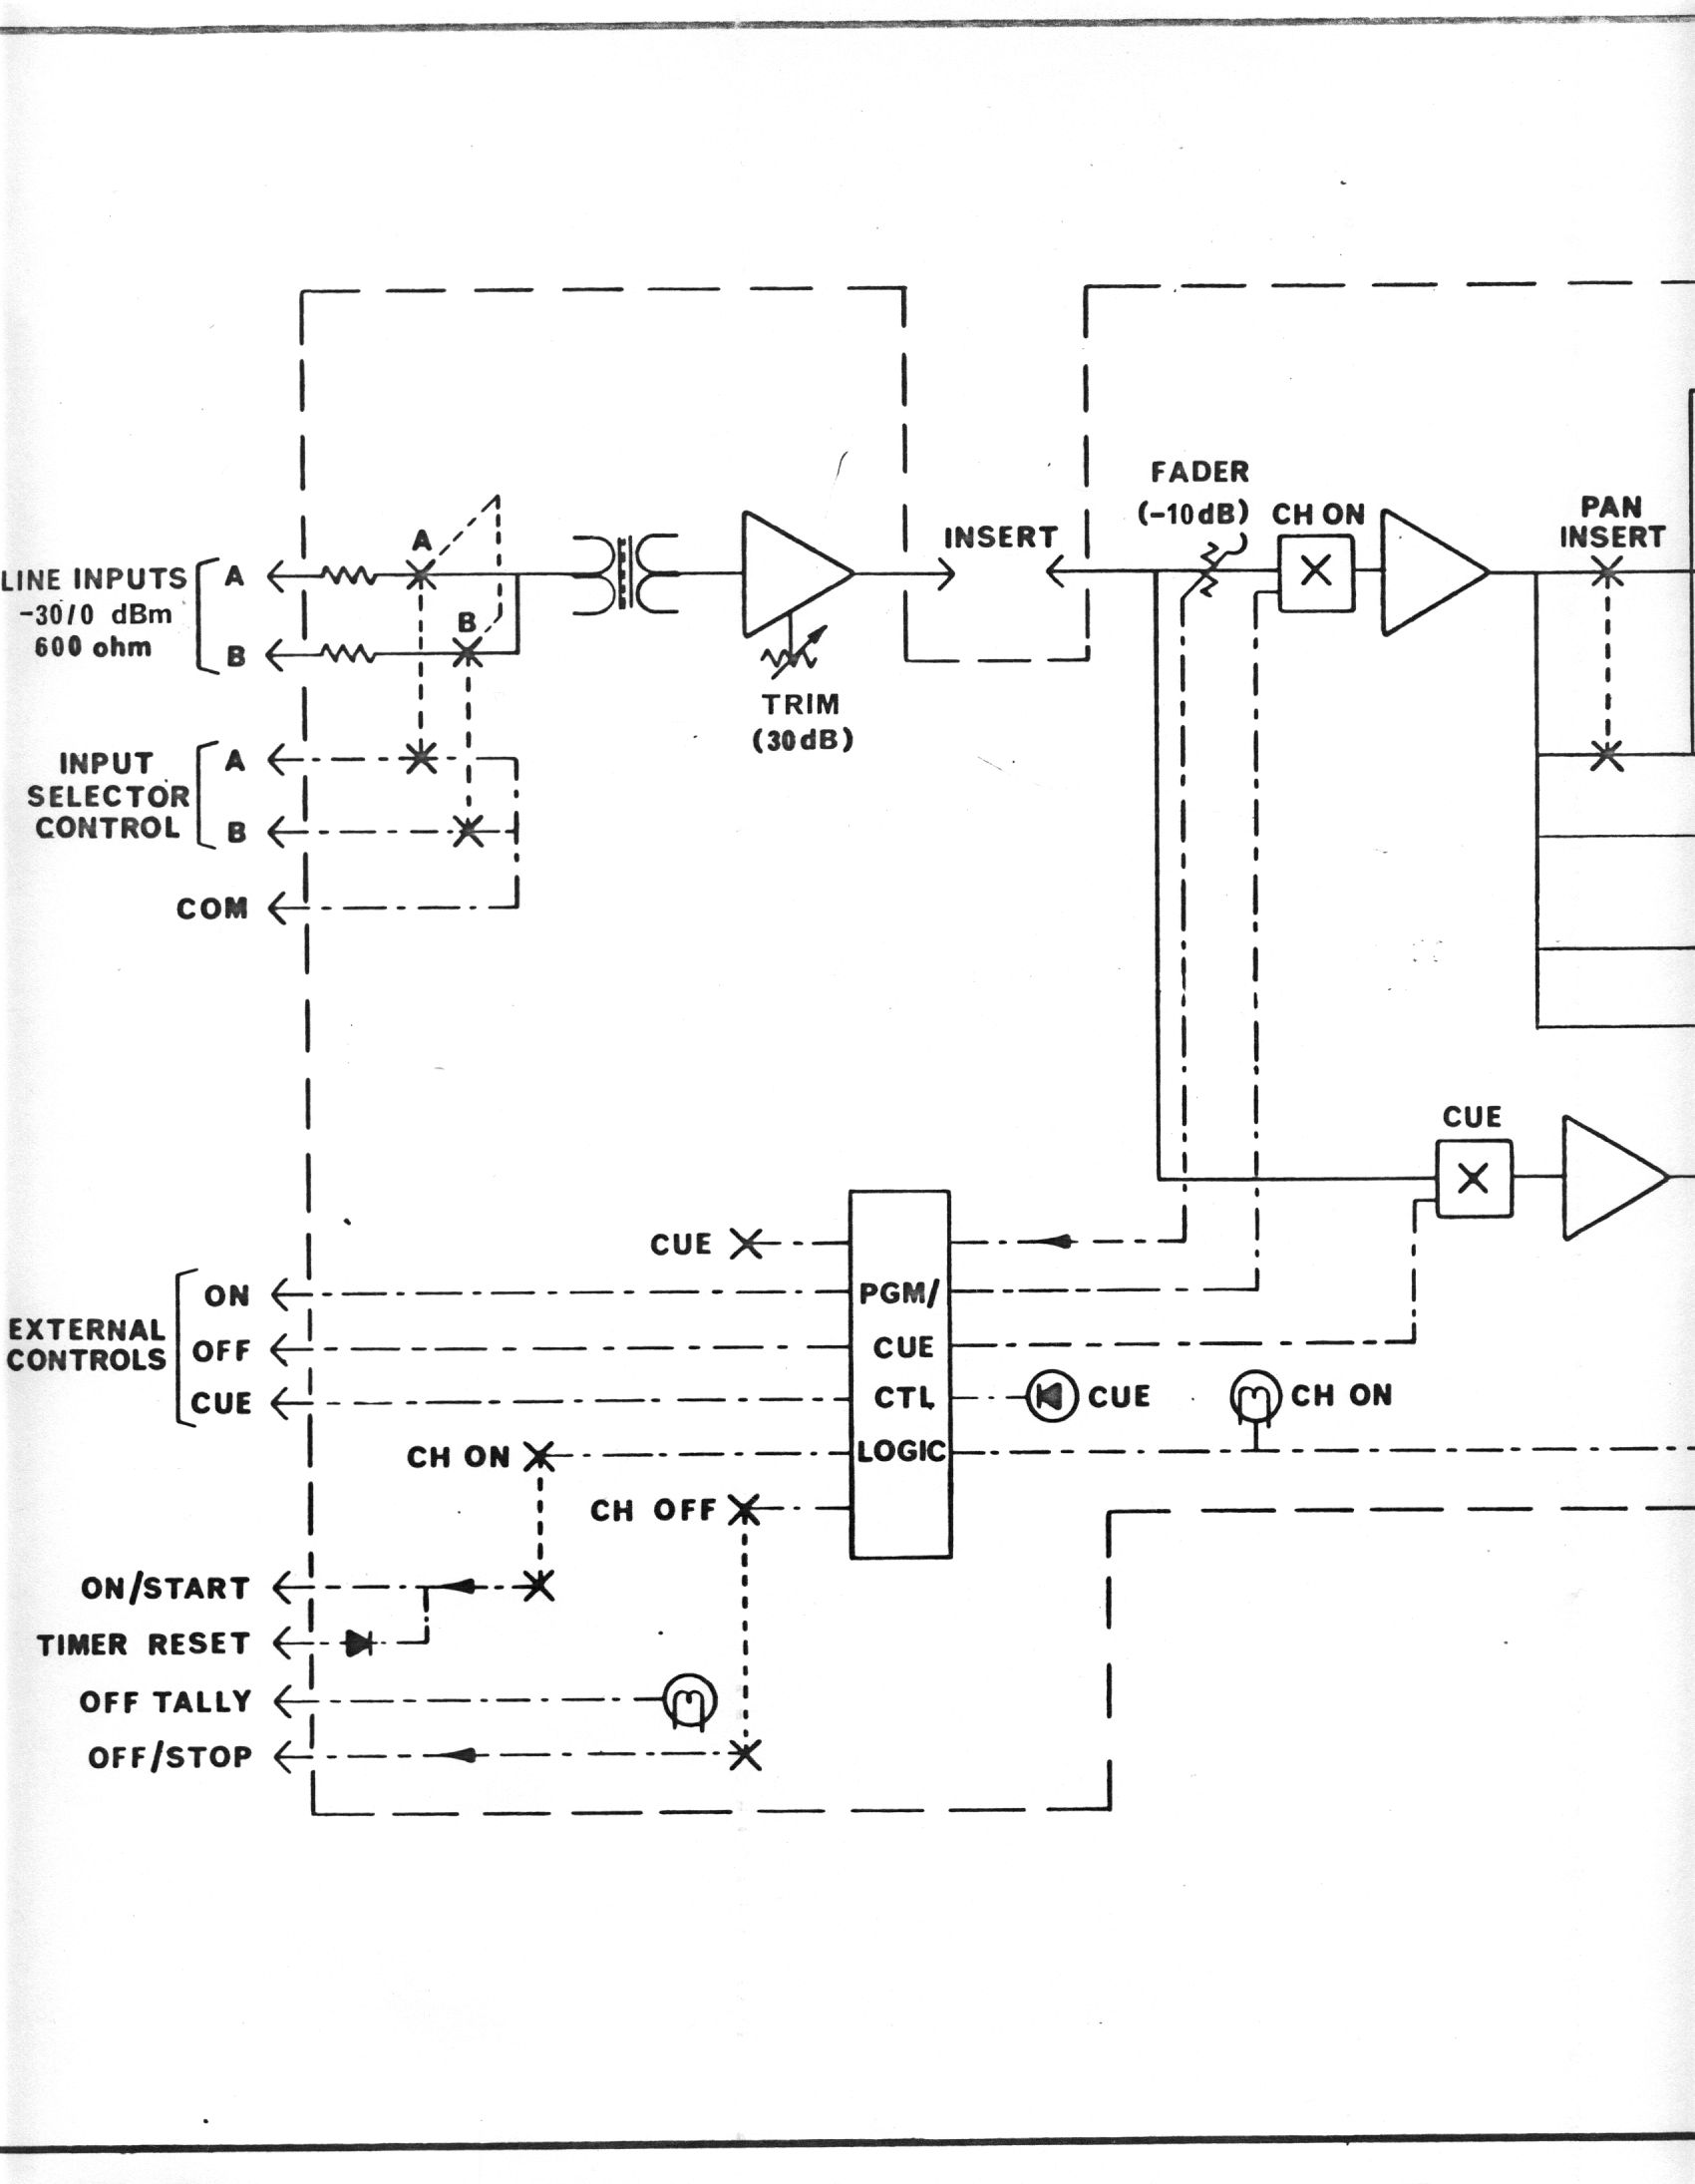 FADER
(-10dB)
CH ON
PAN
INSERT
INSERT
A
LINE INPUTS
-30/0 dBm
600 ohm
A
B
B
TRIM
(30dB)
INPUT
SELECTOR
CONTROL
A
B
COM
CUE
CUE
EXTERNAL
CONTROLS
ON
OFF
CUE
PGM/
CUE
CTL
LOGIC
CUE
CH ON
CH ON
CH OFF
ON/START
TIMER RESET
OFF TALLY
OFF/STOP